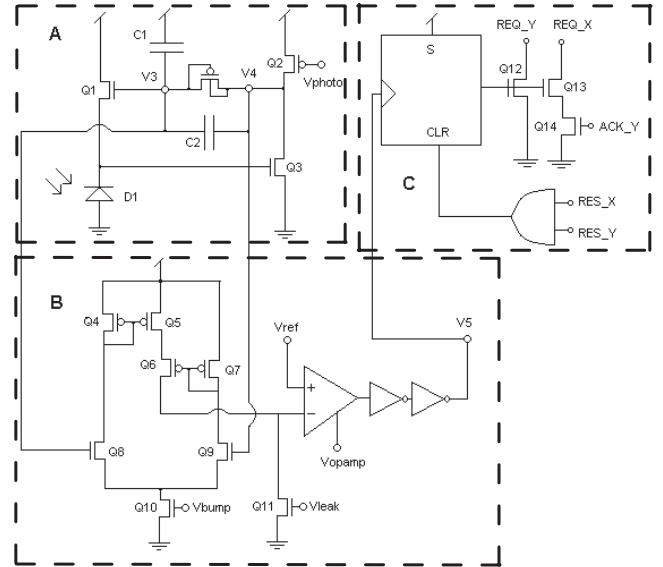 A
C1
Q1
V3
V4
Q2
Vphoto
C2
Q3
D1
REQ_Y
REQ_X
S
Q12
Q13
Q14
ACK_Y
CLR
C
RES_X
RES_Y
B
Q4
Q5
Q6
Q7
Vref
V5
+
−
Q8
Q9
Vopamp
Q10
Vbump
Q11
Vleak